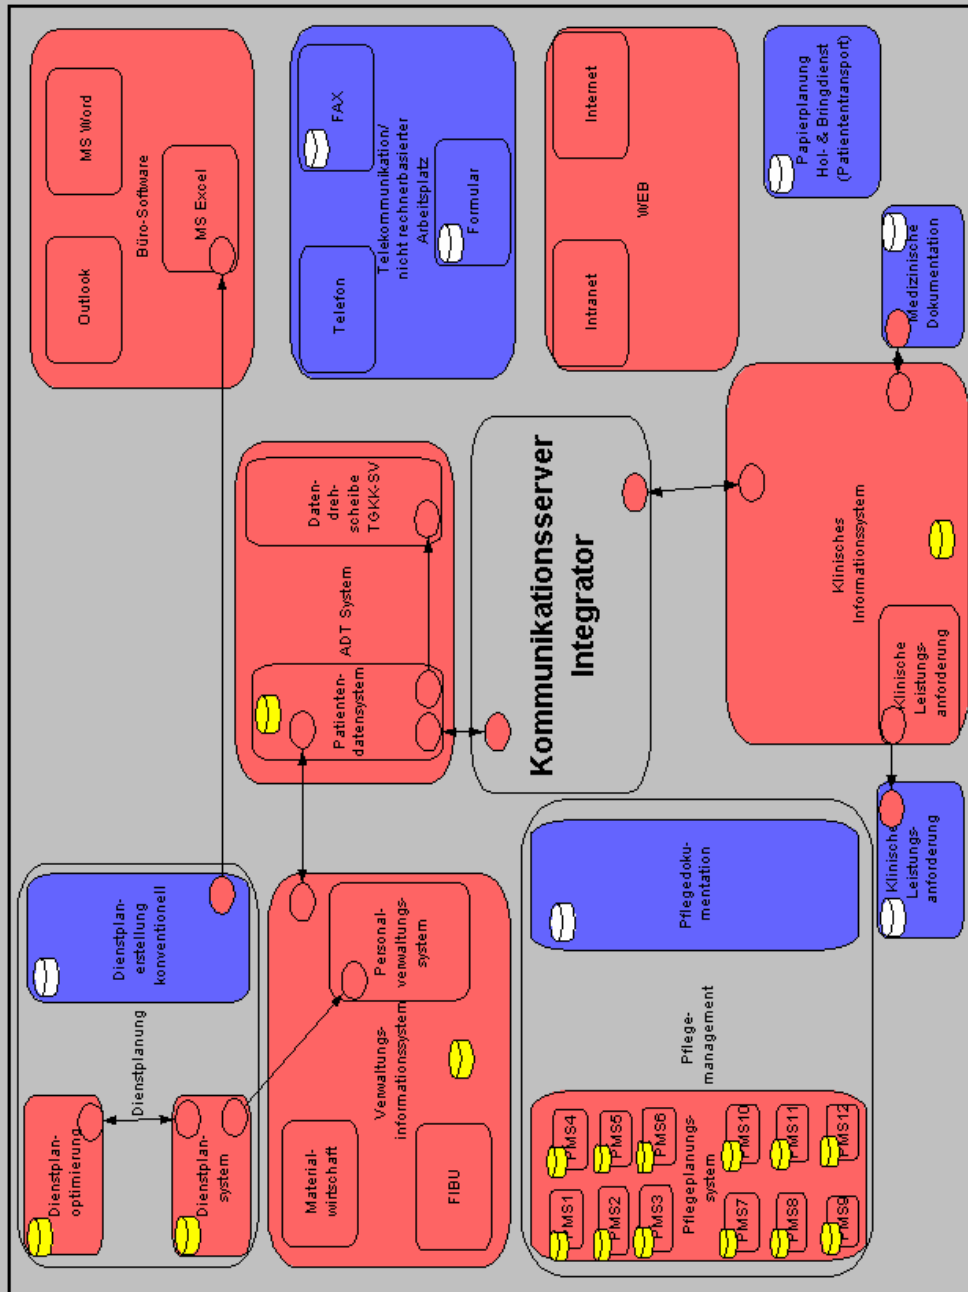 Dienstplan-
optimierung
Dienstplan-
system
Dienstplanung
Dienstplan-
erstellung
konventionell
MS Excel
Büro-Software
Outlook
MS Word
Material-
wirtschaft
FIBU
Verwaltungs-
informationssystem
Personal-
verwaltungs-
system
Patienten-
datensystem
ADT System
Daten-
dreh-
scheibe
TGKK-SV
Telefon
Telekommunikation/
nicht rechnerbasierter
Arbeitsplatz
FAX
Formular
PMS1
PMS2
PMS3
PMS4
PMS5
PMS6
PMS7
PMS8
PMS9
PMS10
PMS11
PMS12
Pflegeplanungs-
system
Pflege-
management
Pflegedoku-
mentation
Kommunikationsserver
Integrator
Intranet
WEB
Internet
Klinische
Leistungs-
anforderung
Klinische
Leistungs-
anforderung
Klinisches
Informationssystem
Medizinische
Dokumentation
Papierplanung
Hol- & Bringdienst
(Patiententransport)